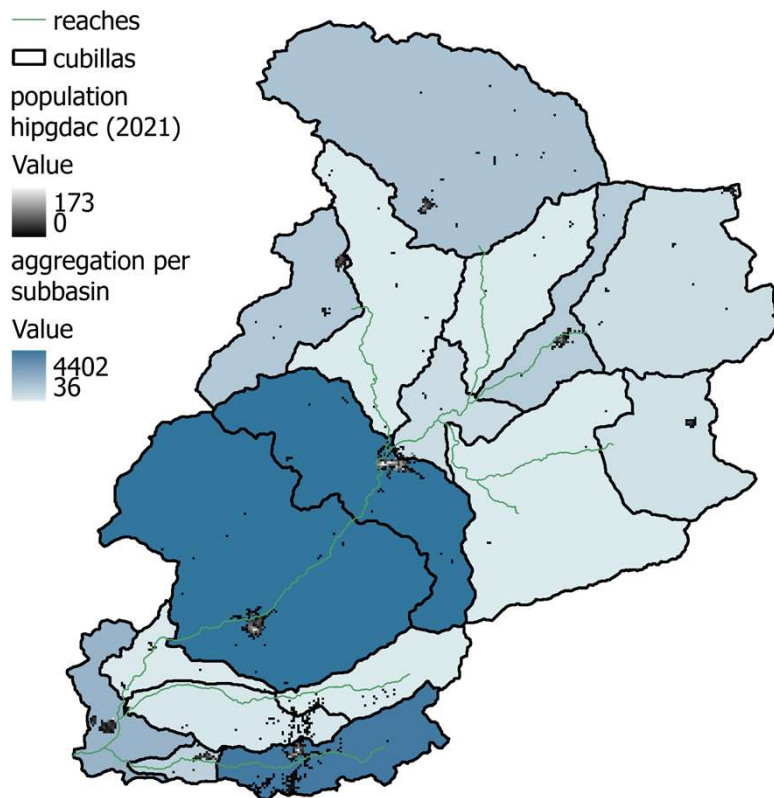 reaches
cubillas
population
hipgdac (2021)
Value
173
0
aggregation per
subbasin
Value
4402
36